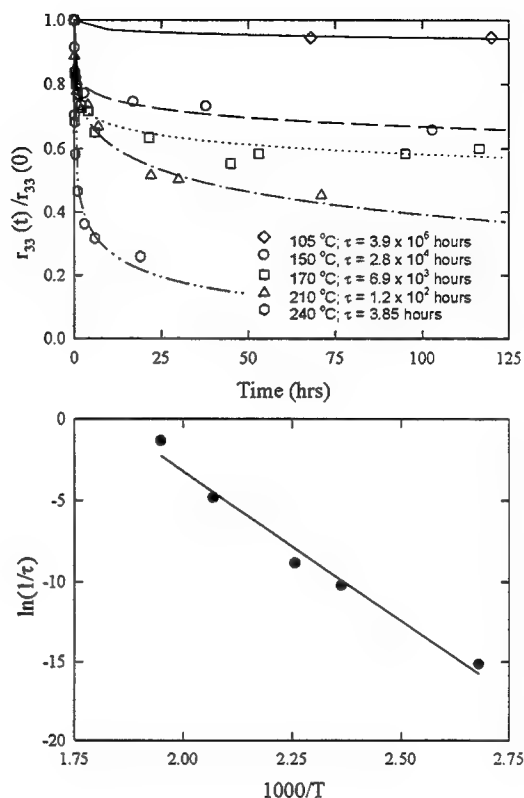 1.0
0.8
0.6
0.4
0.2
0.0
r₃₃(t)/r₃₃(0)
105 °C; τ = 3.9 x 10⁶ hours
150 °C; τ = 2.8 x 10⁴ hours
170 °C; τ = 6.9 x 10³ hours
210 °C; τ = 1.2 x 10² hours
240 °C; τ = 3.85 hours
0 25 50 75 100 125
Time (hrs)
0
-5
-10
-15
-20
ln(1/τ)
1.75 2.00 2.25 2.50 2.75
1000/T